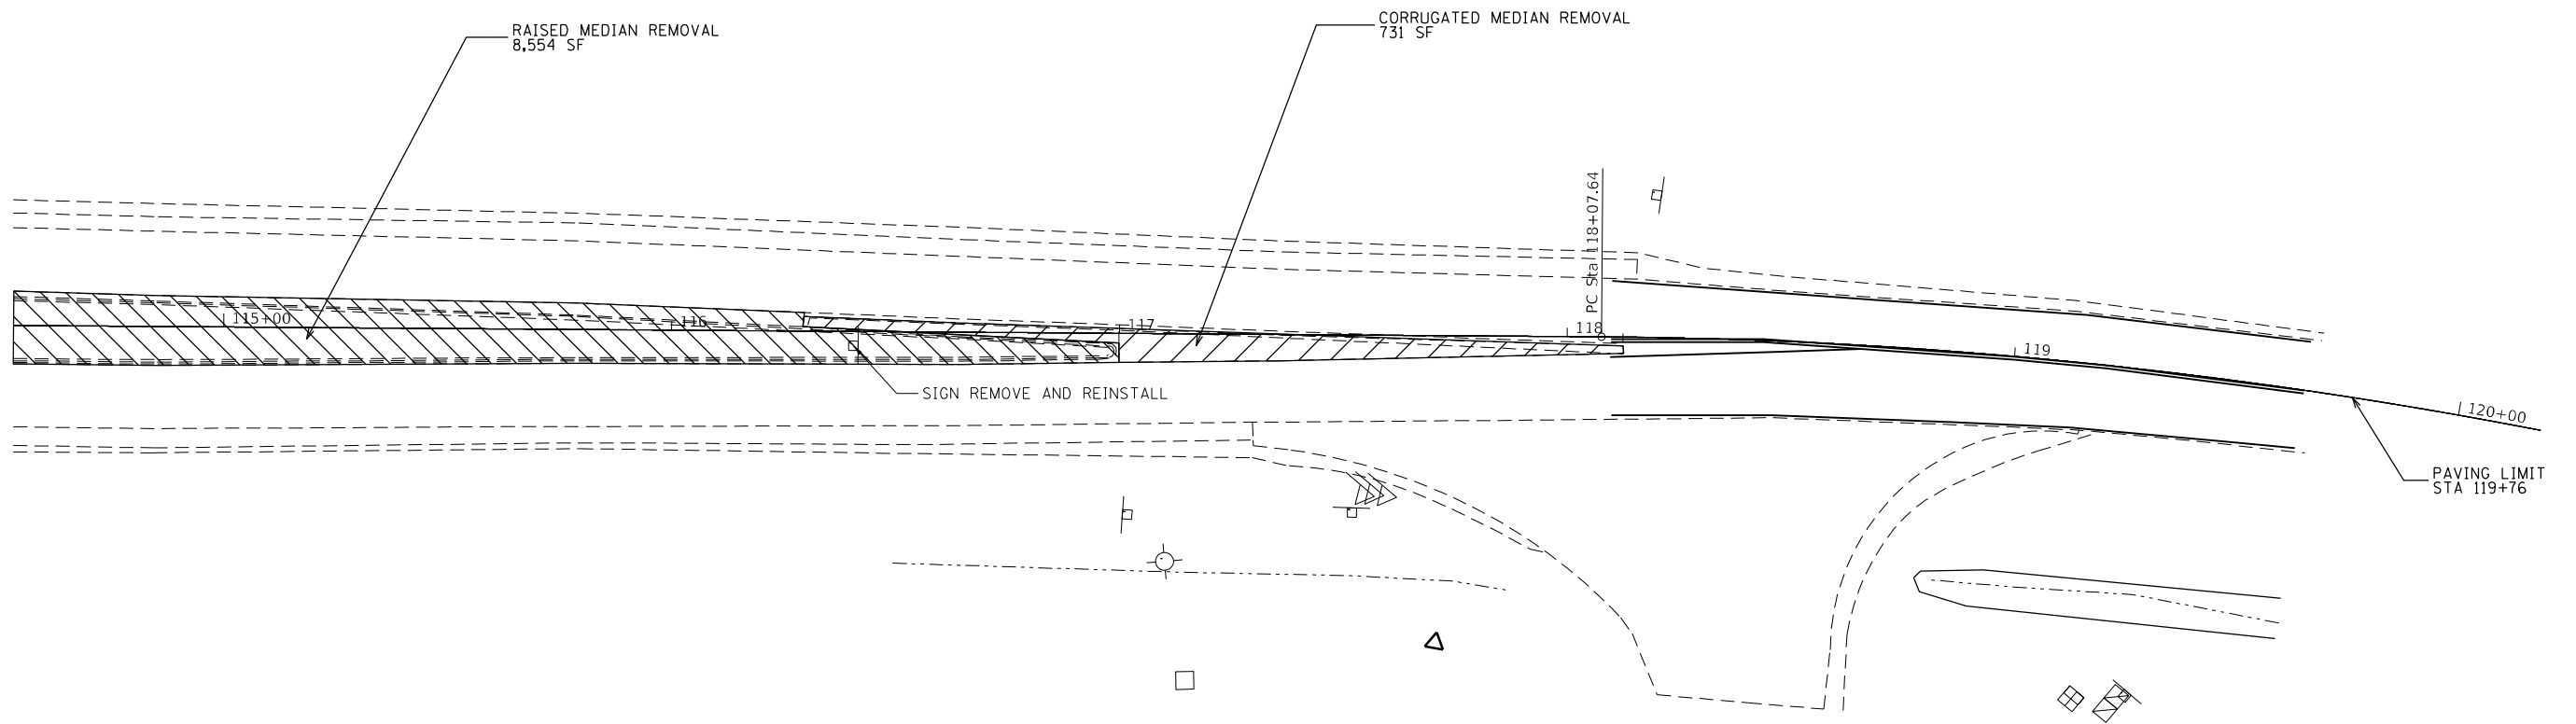 RAISED MEDIAN REMOVAL
8,554 SF
CORRUGATED MEDIAN REMOVAL
731 SF
PC Sta 118+07.64
115+00
116
117
118
119
120+00
SIGN REMOVE AND REINSTALL
PAVING LIMIT
STA 119+76